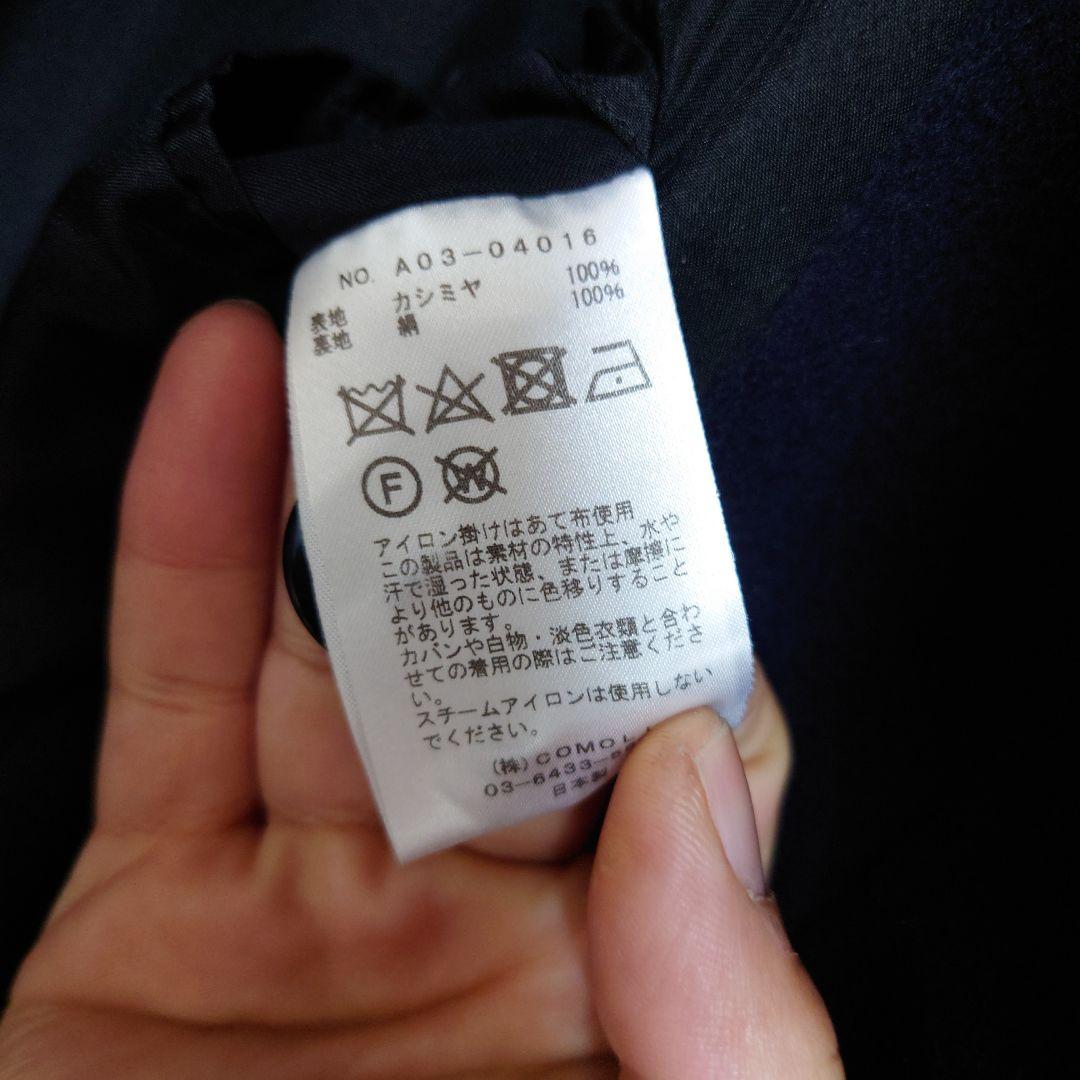 NO. A03-04016
表地 カシミヤ 100%
裏地 絹 100%
F
W
アイロン掛けはあて布使用
この製品は素材の特性上、水や
汗で湿った状態、または摩擦に
より他のものに色移りすること
があります。
カバンや白物・淡色衣類と合わ
せての着用の際はご注意くださ
い。
スチームアイロンは使用しない
でください。
(株)COMOL
03-6433-
日本製